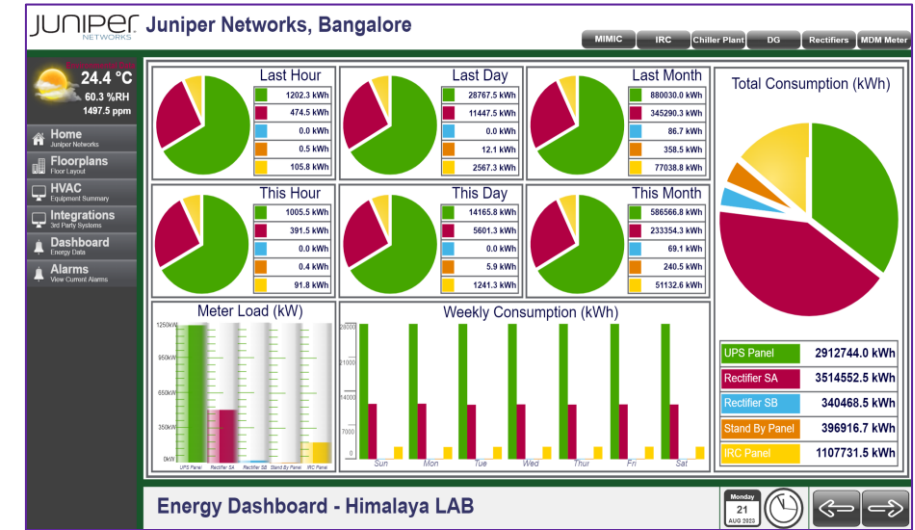 JUNIPER
NETWORKS
Juniper Networks, Bangalore
MIMIC
IRC
Chiller Plant
DG
Rectifiers
MDM Meter
24.4 °C
60.3 %RH
1497.5 ppm
Home
Juniper Networks
Floorplans
Floor Layout
HVAC
Equipment Summary
Integrations
3rd Party Systems
Dashboard
Energy Data
Alarms
View Current Alarms
Last Hour
1202.3 kWh
474.5 kWh
0.0 kWh
0.5 kWh
105.8 kWh
Last Day
28767.5 kWh
11447.5 kWh
0.0 kWh
12.1 kWh
2567.3 kWh
Last Month
880030.0 kWh
345290.3 kWh
86.7 kWh
358.5 kWh
77038.8 kWh
This Hour
1005.5 kWh
391.5 kWh
0.0 kWh
0.4 kWh
91.8 kWh
This Day
14165.8 kWh
5601.3 kWh
0.0 kWh
5.9 kWh
1241.3 kWh
This Month
586566.8 kWh
233354.3 kWh
69.1 kWh
240.5 kWh
51132.6 kWh
Meter Load (kW)
1250kW
950kW
650kW
350kW
0kW
UPS Panel
Rectifier SA
Rectifier SB
Stand By Panel
IRC Panel
Weekly Consumption (kWh)
28000
21000
14000
7000
0
Sun
Mon
Tue
Wed
Thur
Fri
Sat
Total Consumption (kWh)
UPS Panel 2912744.0 kWh
Rectifier SA 3514552.5 kWh
Rectifier SB 340468.5 kWh
Stand By Panel 396916.7 kWh
IRC Panel 1107731.5 kWh
Energy Dashboard - Himalaya LAB
Monday
21
AUG 2023